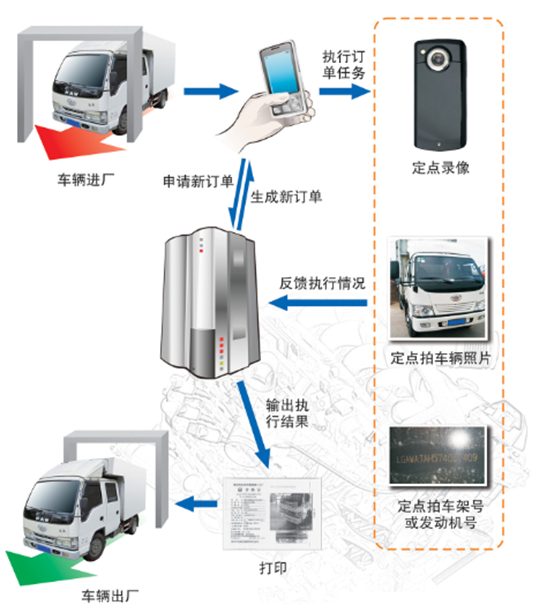 执行订
单任务
车辆进厂
定点录像
申请新订单
生成新订单
反馈执行情况
定点拍车辆照片
输出执
行结果
定点拍车架号
或发动机号
打印
车辆出厂